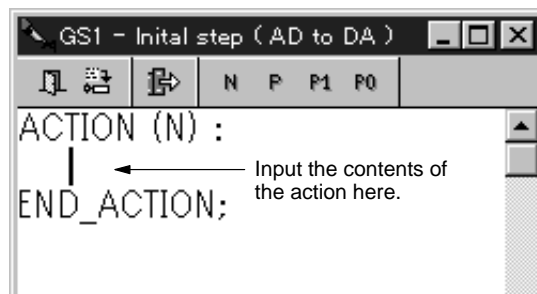 GS1 - Inital step ( AD to DA )
N P P1 P0
ACTION (N) :
Input the contents of
the action here.
END_ACTION;